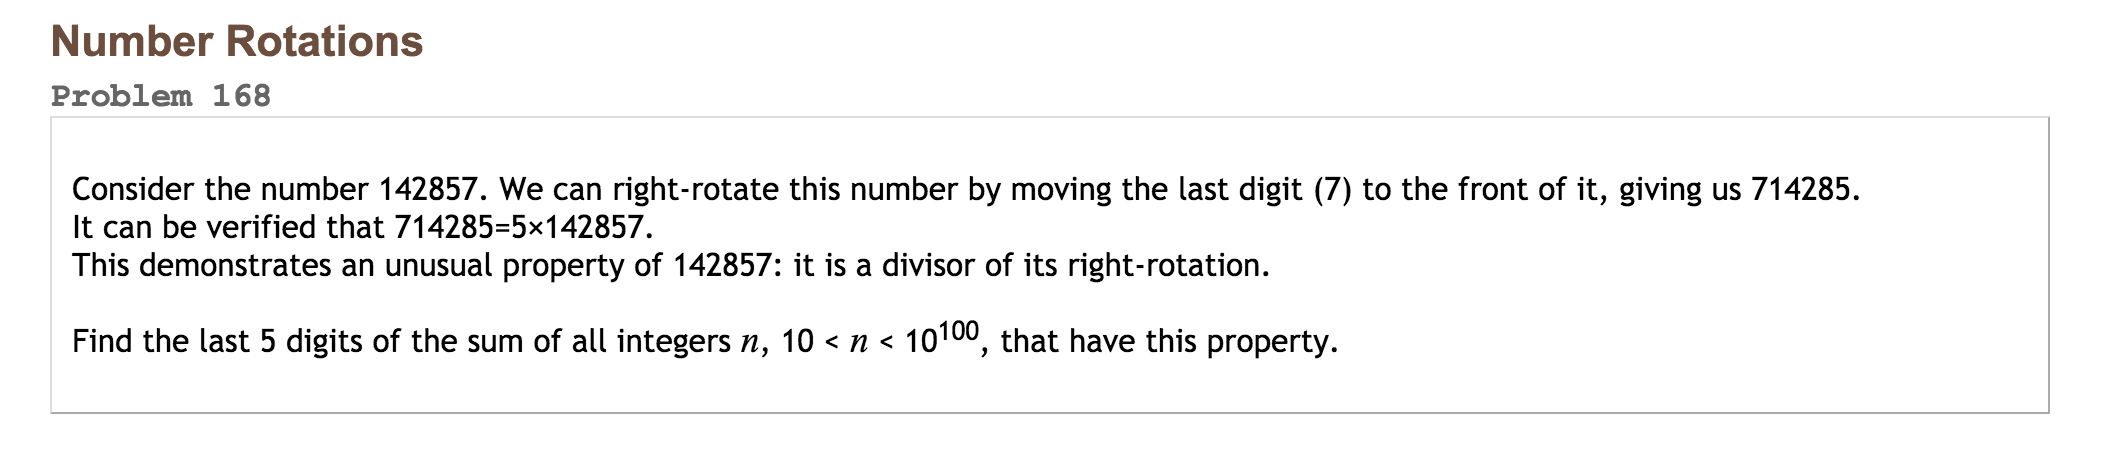 Number Rotations
Problem 168
Consider the number 142857. We can right-rotate this number by moving the last digit (7) to the front of it, giving us 714285.
It can be verified that 714285=5×142857.
This demonstrates an unusual property of 142857: it is a divisor of its right-rotation.
Find the last 5 digits of the sum of all integers n, 10 < n < 10¹⁰⁰, that have this property.